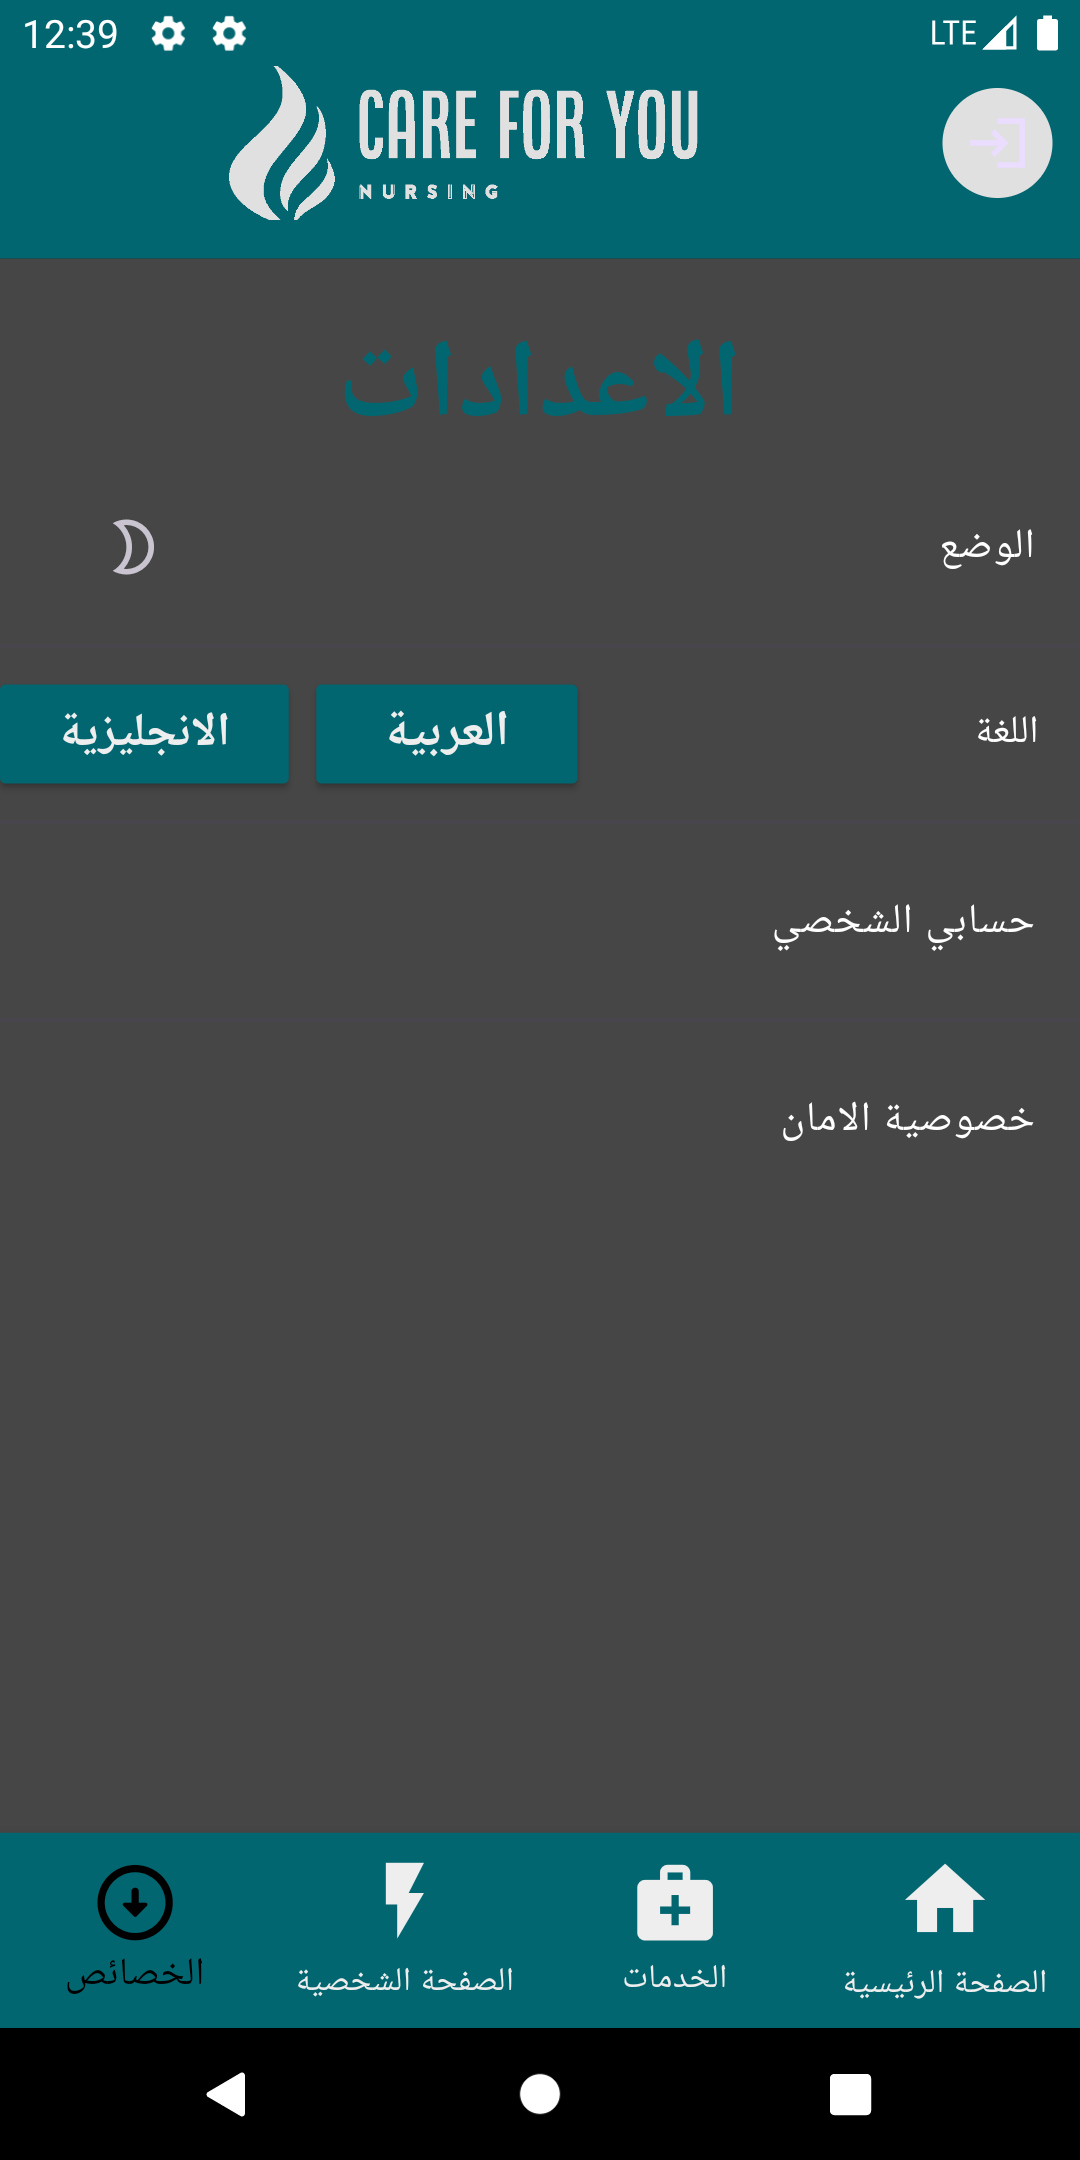 12:39
LTE
CARE FOR YOU
NURSING
الاعدادات
الوضع
اللغة
العربية
الانجليزية
حسابي الشخصي
خصوصية الامان
الصفحة الرئيسية
الخدمات
الصفحة الشخصية
الخصائص